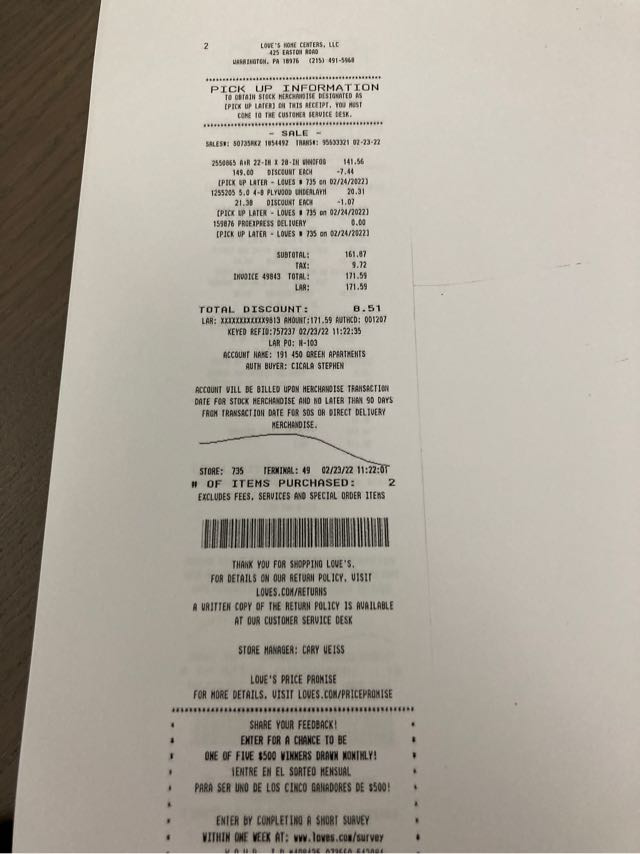 2
LOVE'S HOME CENTERS, LLC
425 EASTON ROAD
WARRINGTON, PA 18976 (215) 491-5960
PICK UP INFORMATION
TO OBTAIN STOCK MERCHANDISE DESIGNATED AS
[PICK UP LATER] ON THIS RECEIPT, YOU MUST
COME TO THE CUSTOMER SERVICE DESK.
- SALE -
SALES#: SO735RK2 1854492 TRANS#: 95633321 02-23-22
2550865 A+R 22-IN X 28-IN 141.56
149.00 DISCOUNT EACH -7.44
[PICK UP LATER - LOVES # 735 on 02/24/2022]
1255205 5.0 4-8 PLYWOOD UNDERLAYM 20.31
21.38 DISCOUNT EACH -1.07
[PICK UP LATER - LOVES # 735 on 02/24/2022]
159876 PROEXPRESS DELIVERY 0.00
[PICK UP LATER - LOVES # 735 on 02/24/2022]
SUBTOTAL: 161.87
TAX: 9.72
INVOICE 49843 TOTAL: 171.59
LAR: 171.59
TOTAL DISCOUNT: 8.51
LAR: XXXXXXXXXXXX9813 AMOUNT:171.59 AUTHCD: 001207
KEYED REFID:757237 02/23/22 11:22:35
LAR PO: H-103
ACCOUNT NAME: 191 450 GREEN APARTMENTS
AUTH BUYER: CICALA STEPHEN
ACCOUNT WILL BE BILLED UPON MERCHANDISE TRANSACTION
DATE FOR STOCK MERCHANDISE AND NO LATER THAN 90 DAYS
FROM TRANSACTION DATE FOR SOS OR DIRECT DELIVERY
MERCHANDISE.
STORE: 735 TERMINAL: 49 02/23/22 11:22:01
# OF ITEMS PURCHASED: 2
EXCLUDES FEES, SERVICES AND SPECIAL ORDER ITEMS
THANK YOU FOR SHOPPING LOVE'S.
FOR DETAILS ON OUR RETURN POLICY, VISIT
LOVES.COM/RETURNS
A WRITTEN COPY OF THE RETURN POLICY IS AVAILABLE
AT OUR CUSTOMER SERVICE DESK
STORE MANAGER: CARY WEISS
LOVE'S PRICE PROMISE
FOR MORE DETAILS, VISIT LOVES.COM/PRICEPROMISE
SHARE YOUR FEEDBACK!
ENTER FOR A CHANCE TO BE
ONE OF FIVE $500 WINNERS DRAWN MONTHLY!
¡ENTRE EN EL SORTEO MENSUAL
PARA SER UNO DE LOS CINCO GANADORES DE $500!
ENTER BY COMPLETING A SHORT SURVEY
WITHIN ONE WEEK AT: www.loves.com/survey